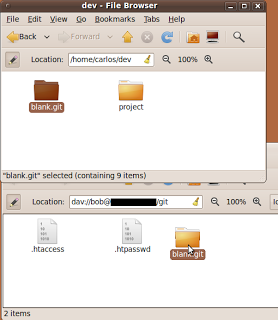 dev - File Browser
File Edit View Go Bookmarks Tabs Help
Back Forward
Location: /home/carlos/dev 100%
blank.git project
"blank.git" selected (containing 9 items)
Location: dav://bob@ /git 100%
.htaccess .htpasswd blank.git
2 items